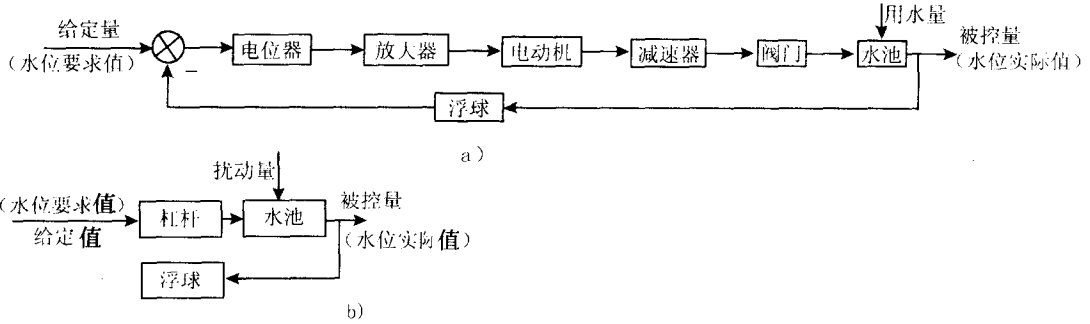 用水量
给定量
(水位要求值)
电位器
放大器
电动机
减速器
阀门
水池
被控量
(水位实际值)
浮球
a)
扰动量
(水位要求值)
给定值
杠杆
水池
被控量
(水位实际值)
浮球
b)